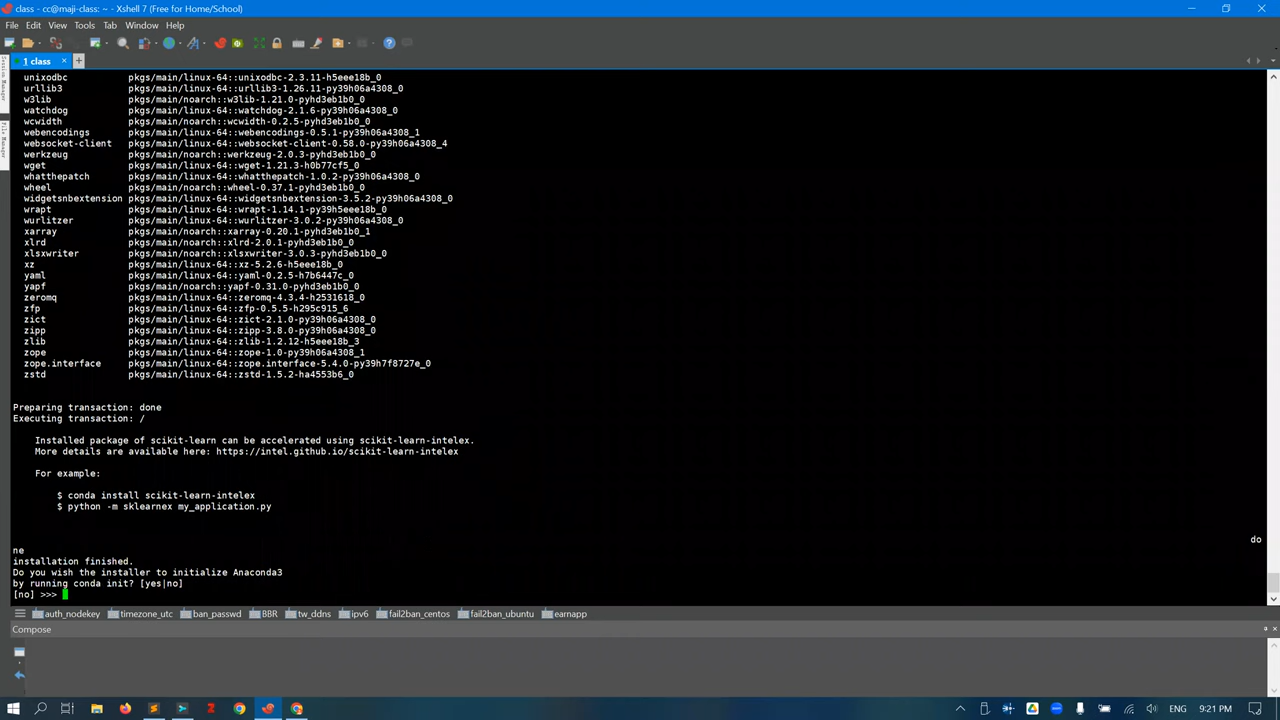 class - cc@maji-class: ~ - Xshell 7 (Free for Home/School)
File Edit View Tools Tab Window Help
1 class
unixodbc pkgs/main/linux-64::unixodbc-2.3.11-h5eee18b_0
urllib3 pkgs/main/linux-64::urllib3-1.26.11-py39h06a4308_0
w3lib pkgs/main/noarch::w3lib-1.21.0-pyhd3eb1b0_0
watchdog pkgs/main/linux-64::watchdog-2.1.6-py39h06a4308_0
wcwidth pkgs/main/noarch::wcwidth-0.2.5-pyhd3eb1b0_0
webencodings pkgs/main/linux-64::webencodings-0.5.1-py39h06a4308_1
websocket-client pkgs/main/linux-64::websocket-client-0.58.0-py39h06a4308_4
werkzeug pkgs/main/noarch::werkzeug-2.0.3-pyhd3eb1b0_0
wget pkgs/main/linux-64::wget-1.21.3-h0b77cf5_0
whatthepatch pkgs/main/linux-64::whatthepatch-1.0.2-py39h06a4308_0
wheel pkgs/main/noarch::wheel-0.37.1-pyhd3eb1b0_0
widgetsnbextension pkgs/main/linux-64::widgetsnbextension-3.5.2-py39h06a4308_0
wrapt pkgs/main/linux-64::wrapt-1.14.1-py39h5eee18b_0
wurlitzer pkgs/main/linux-64::wurlitzer-3.0.2-py39h06a4308_0
xarray pkgs/main/noarch::xarray-0.20.1-pyhd3eb1b0_1
xlrd pkgs/main/noarch::xlrd-2.0.1-pyhd3eb1b0_0
xlsxwriter pkgs/main/noarch::xlsxwriter-3.0.3-pyhd3eb1b0_0
xz pkgs/main/linux-64::xz-5.2.6-h5eee18b_0
yaml pkgs/main/linux-64::yaml-0.2.5-h7b6447c_0
yapf pkgs/main/noarch::yapf-0.31.0-pyhd3eb1b0_0
zeromq pkgs/main/linux-64::zeromq-4.3.4-h2531618_0
zfp pkgs/main/linux-64::zfp-0.5.5-h295c915_6
zict pkgs/main/linux-64::zict-2.1.0-py39h06a4308_0
zipp pkgs/main/linux-64::zipp-3.8.0-py39h06a4308_0
zlib pkgs/main/linux-64::zlib-1.2.12-h5eee18b_3
zope pkgs/main/linux-64::zope-1.0-py39h06a4308_1
zope.interface pkgs/main/linux-64::zope.interface-5.4.0-py39h7f8727e_0
zstd pkgs/main/linux-64::zstd-1.5.2-ha4553b6_0
Preparing transaction: done
Executing transaction: /
Installed package of scikit-learn can be accelerated using scikit-learn-intelex.
More details are available here: https://intel.github.io/scikit-learn-intelex
For example:
$ conda install scikit-learn-intelex
$ python -m sklearnex my_application.py
do
ne
installation finished.
Do you wish the installer to initialize Anaconda3
by running conda init? [yes|no]
[no] >>>
auth_nodekey timezone_utc ban_passwd BBR tw_ddns ipv6 fail2ban_centos fail2ban_ubuntu earnapp
Compose
ENG 9:21 PM